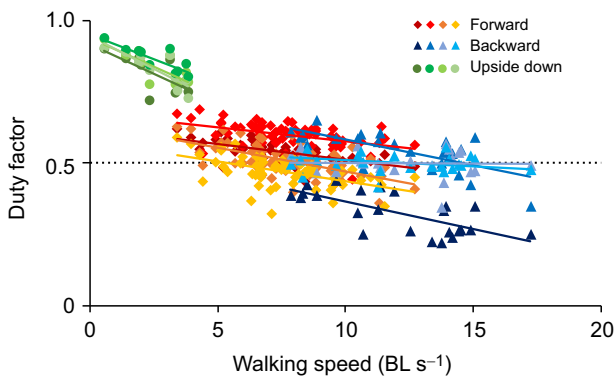 1.0
Forward
Backward
Upside down
Duty factor
0.5
0
0
5
10
15
20
Walking speed (BL s⁻¹)